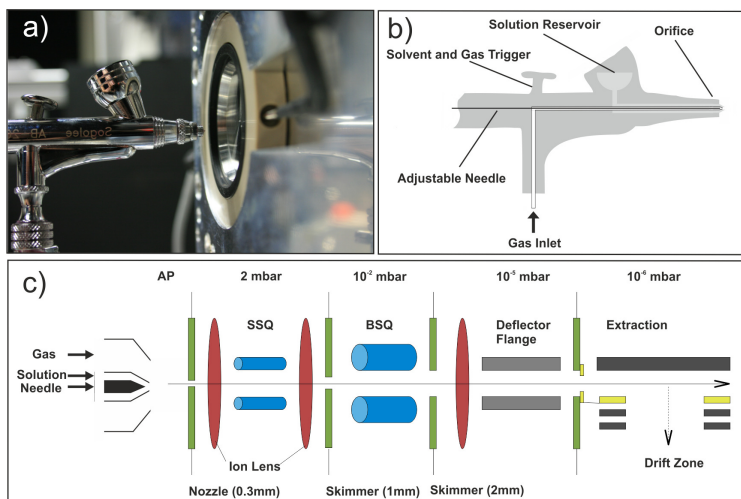 a)
Sogolee AB
b)
Solution Reservoir
Orifice
Solvent and Gas Trigger
Adjustable Needle
Gas Inlet
c)
AP
2 mbar
10⁻² mbar
10⁻⁵ mbar
10⁻⁶ mbar
SSQ
BSQ
Deflector
Flange
Extraction
Gas
Solution
Needle
Ion Lens
Drift Zone
Nozzle (0.3mm)
Skimmer (1mm)
Skimmer (2mm)